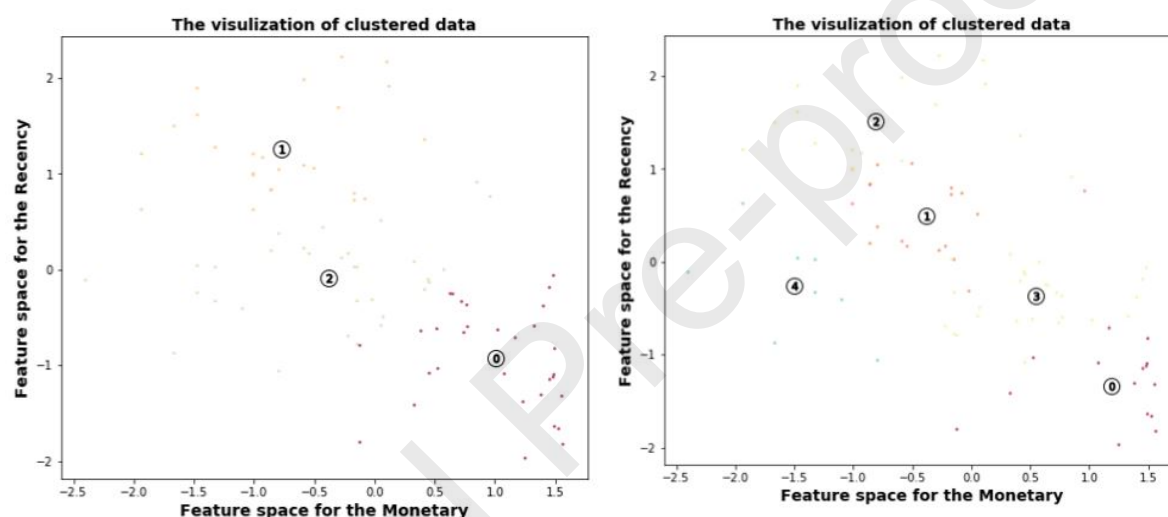 The visulization of clustered data
Feature space for the Recency
2
1
0
−1
−2
1
2
0
−2.5 −2.0 −1.5 −1.0 −0.5 0.0 0.5 1.0 1.5
Feature space for the Monetary
The visulization of clustered data
Feature space for the Recency
2
1
0
−1
−2
2
1
4
3
0
−2.5 −2.0 −1.5 −1.0 −0.5 0.0 0.5 1.0 1.5
Feature space for the Monetary
l Pre-proo